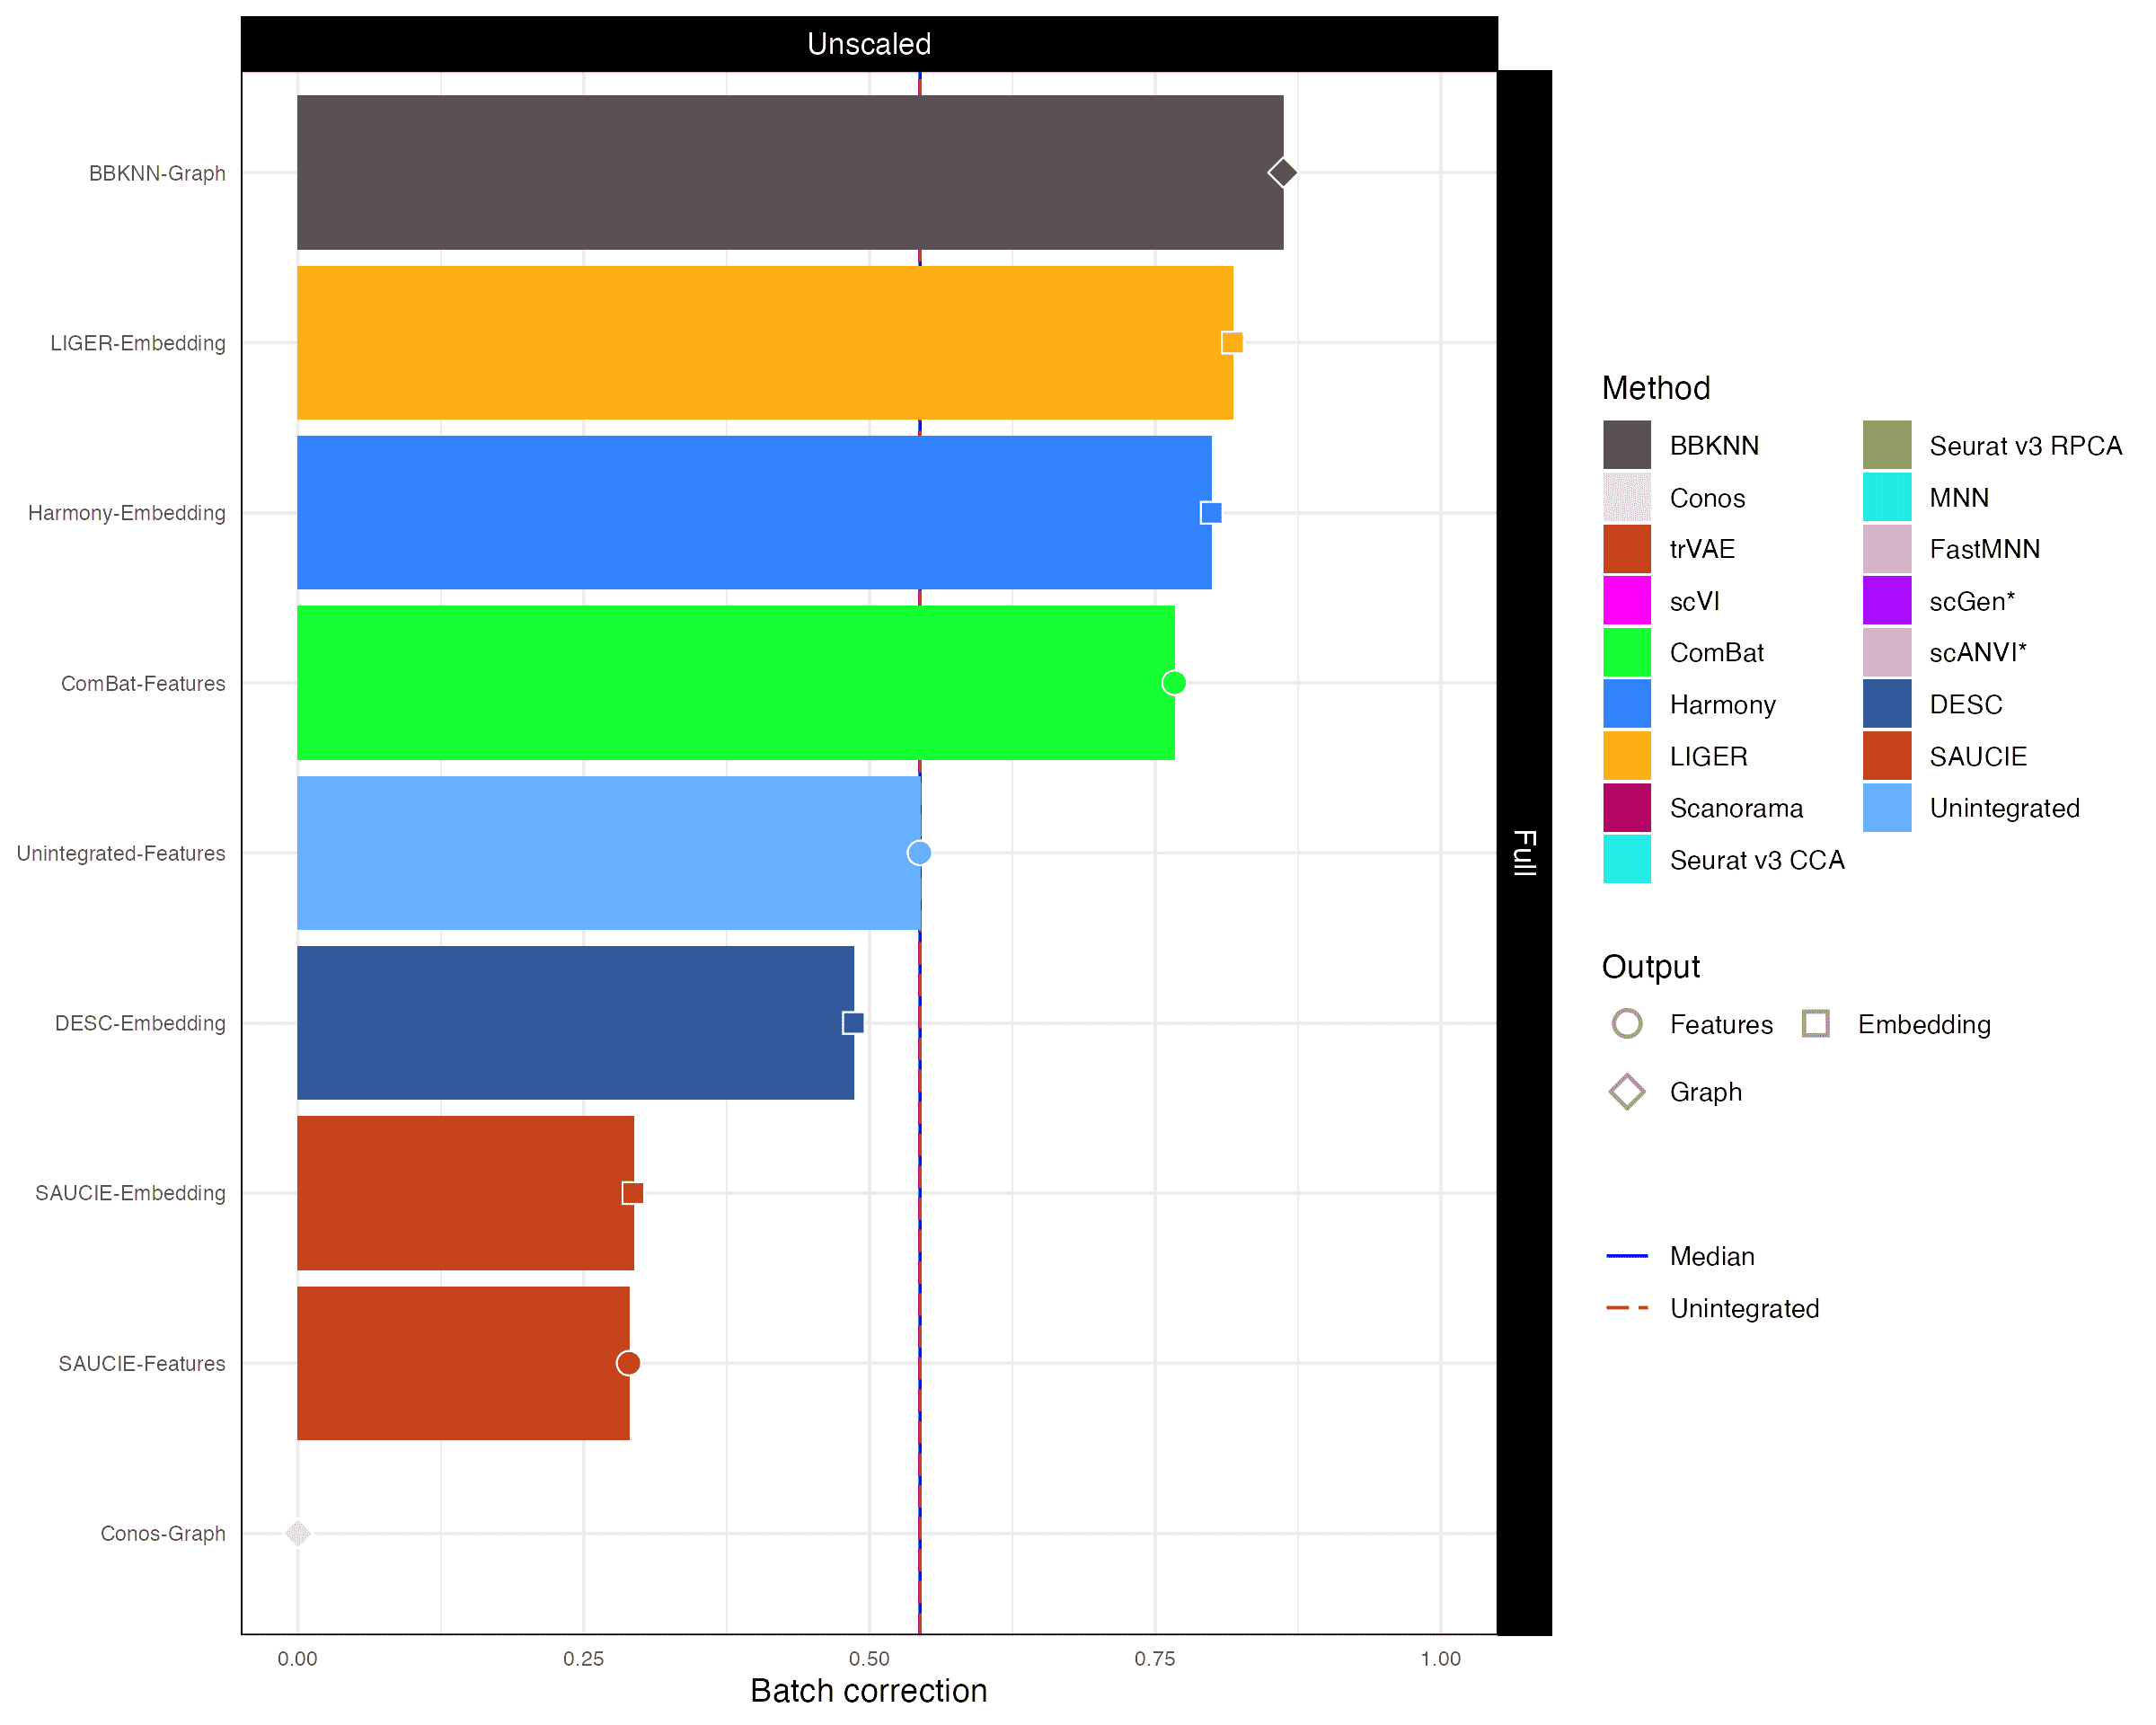 Unscaled
Full
BBKNN-Graph
LIGER-Embedding
Harmony-Embedding
ComBat-Features
Unintegrated-Features
DESC-Embedding
SAUCIE-Embedding
SAUCIE-Features
Conos-Graph
0.00 0.25 0.50 0.75 1.00
Batch correction
Method
BBKNN
Conos
trVAE
scVI
ComBat
Harmony
LIGER
Scanorama
Seurat v3 CCA
Seurat v3 RPCA
MNN
FastMNN
scGen*
scANVI*
DESC
SAUCIE
Unintegrated
Output
Features Embedding
Graph
Median
Unintegrated